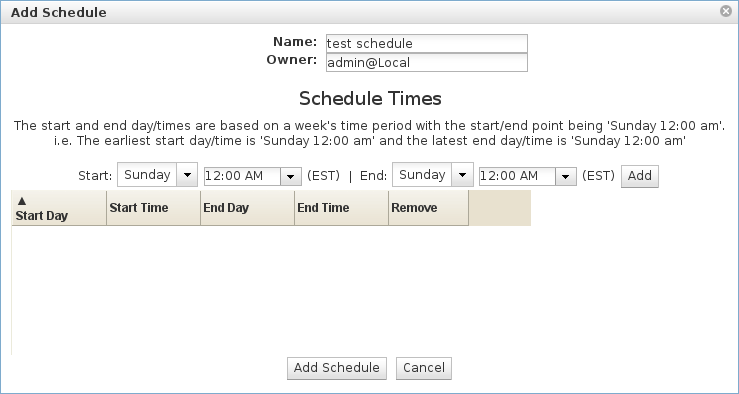 Add Schedule
Name: test schedule
Owner: admin@Local
Schedule Times
The start and end day/times are based on a week's time period with the start/end point being 'Sunday 12:00 am'.
i.e. The earliest start day/time is 'Sunday 12:00 am' and the latest end day/time is 'Sunday 12:00 am'
Start: Sunday 12:00 AM (EST) | End: Sunday 12:00 AM (EST) Add
▲
Start Day Start Time End Day End Time Remove
Add Schedule Cancel